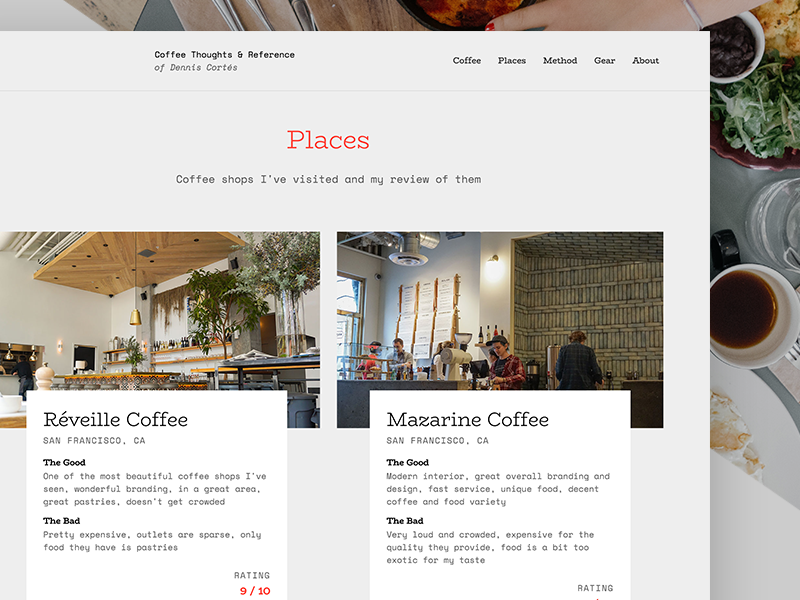 Coffee Thoughts & Reference
of Dennis Cortés
Coffee Places Method Gear About
Places
Coffee shops I've visited and my review of them
Réveille Coffee
SAN FRANCISCO, CA
The Good
One of the most beautiful coffee shops I've
seen, wonderful branding, in a great area,
great pastries, doesn't get crowded
The Bad
Pretty expensive, outlets are sparse, only
food they have is pastries
RATING
9 / 10
Mazarine Coffee
SAN FRANCISCO, CA
The Good
Modern interior, great overall branding and
design, fast service, unique food, decent
coffee and food variety
The Bad
Very loud and crowded, expensive for the
quality they provide, food is a bit too
exotic for my taste
RATING